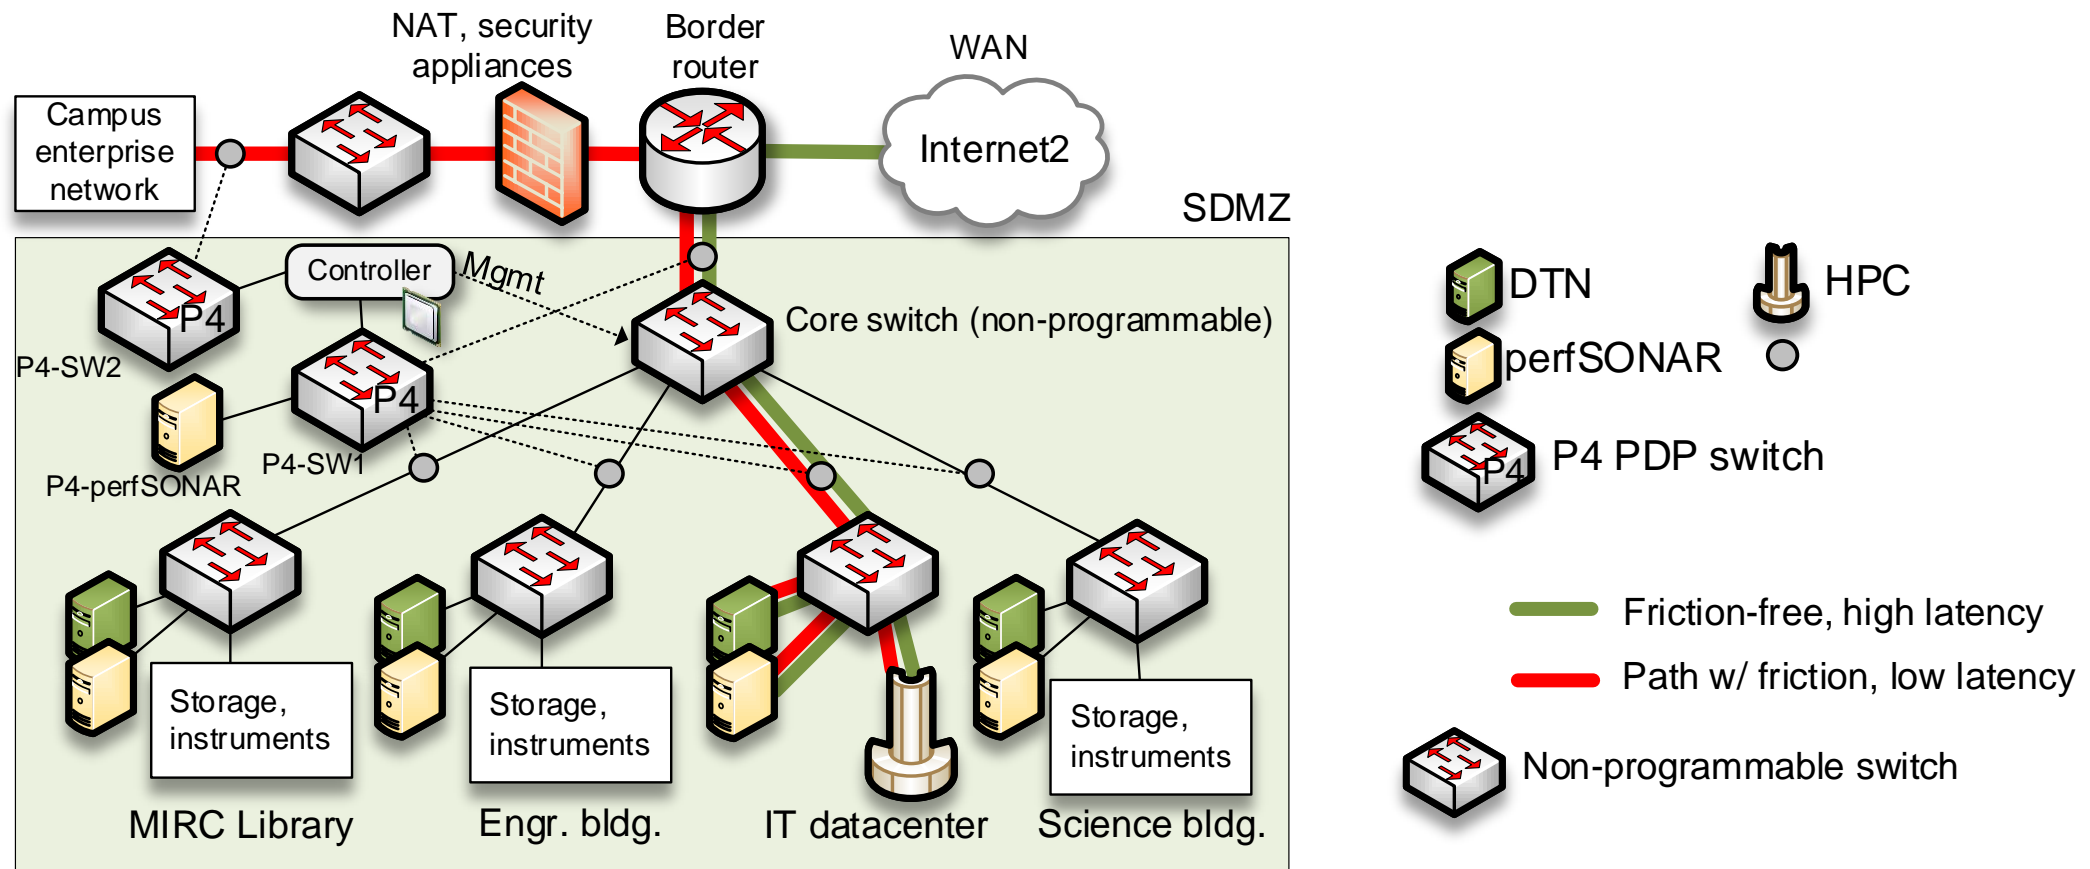 NAT, security
appliances
Border
router
WAN
Campus
enterprise
network
Internet2
SDMZ
Controller
Mgmt
P4
P4-SW2
Core switch (non-programmable)
P4
P4-SW1
P4-perfSONAR
Storage,
instruments
Storage,
instruments
Storage,
instruments
MIRC Library
Engr. bldg.
IT datacenter
Science bldg.
DTN
HPC
perfSONAR
P4
P4 PDP switch
Friction-free, high latency
Path w/ friction, low latency
Non-programmable switch